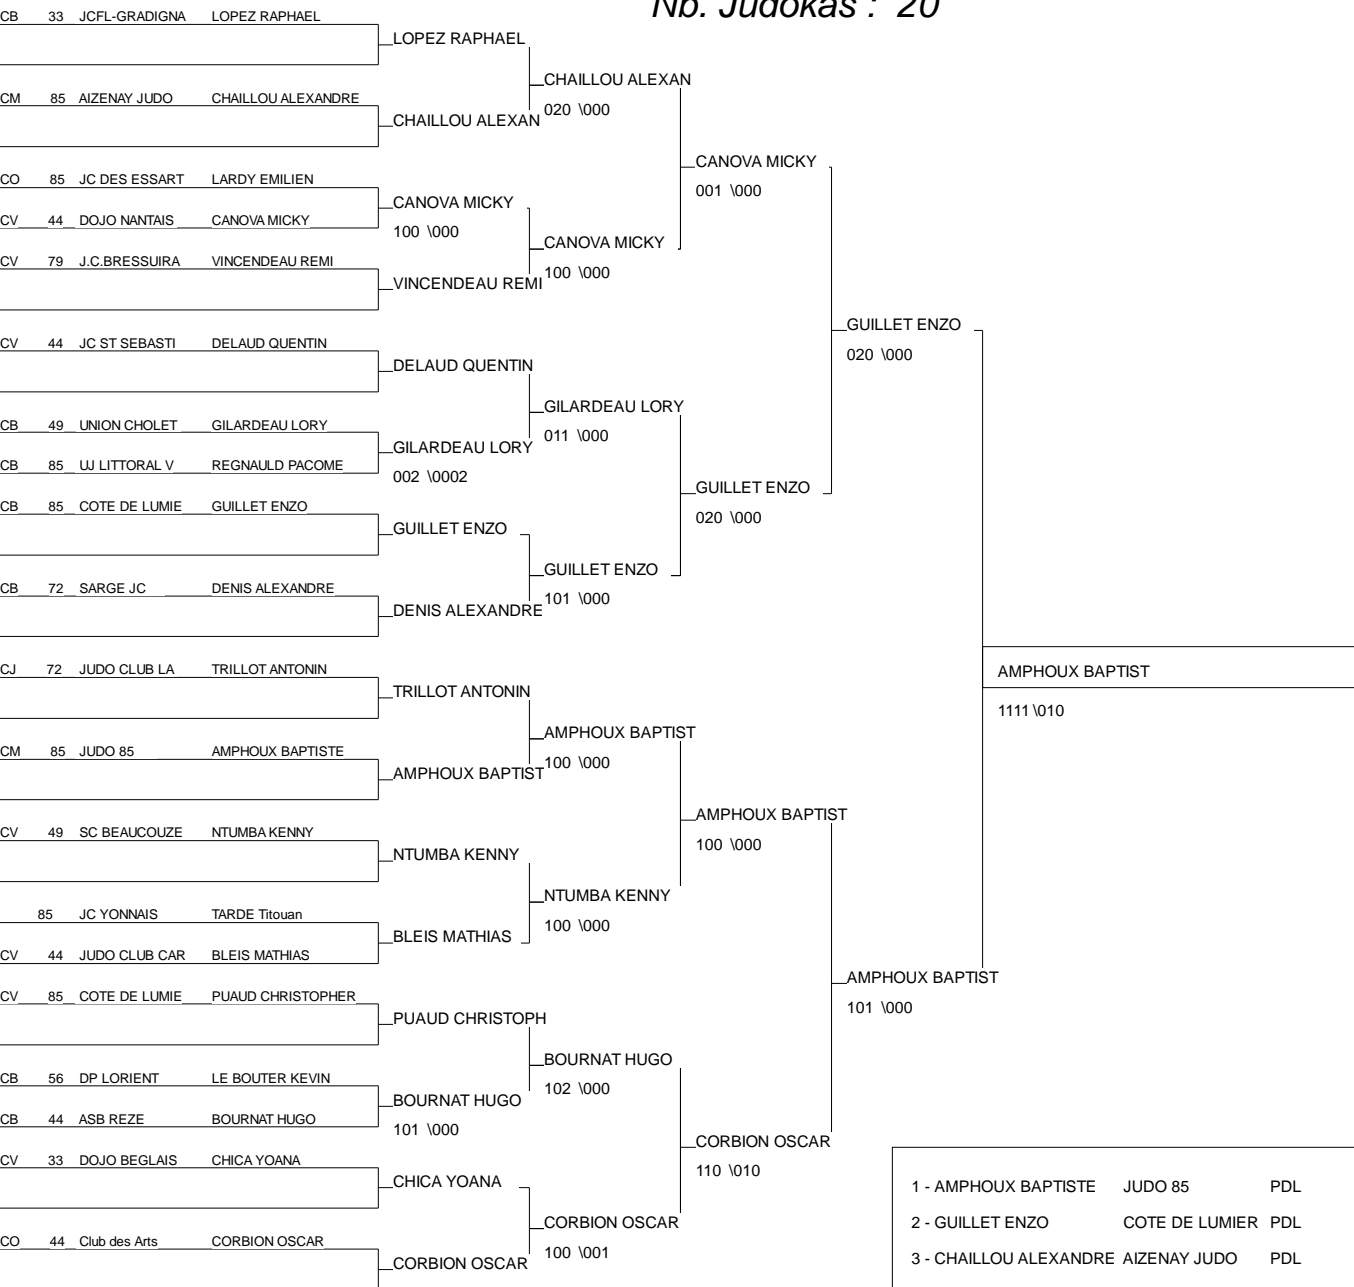 Nb. Judokas : 20
CB 33 JCFL-GRADIGNA LOPEZ RAPHAEL
LOPEZ RAPHAEL
CHAILLOU ALEXAN
020 \000
CM 85 AIZENAY JUDO CHAILLOU ALEXANDRE
CHAILLOU ALEXAN
CANOVA MICKY
001 \000
CO 85 JC DES ESSART LARDY EMILIEN
CANOVA MICKY
100 \000
CV 44 DOJO NANTAIS CANOVA MICKY
CANOVA MICKY
100 \000
CV 79 J.C.BRESSUIRA VINCENDEAU REMI
VINCENDEAU REMI
GUILLET ENZO
020 \000
CV 44 JC ST SEBASTI DELAUD QUENTIN
DELAUD QUENTIN
GILARDEAU LORY
011 \000
CB 49 UNION CHOLET GILARDEAU LORY
GILARDEAU LORY
002 \0002
CB 85 UJ LITTORAL V REGNAULD PACOME
GUILLET ENZO
020 \000
CB 85 COTE DE LUMIE GUILLET ENZO
GUILLET ENZO
GUILLET ENZO
101 \000
CB 72 SARGE JC DENIS ALEXANDRE
DENIS ALEXANDRE
AMPHOUX BAPTIST
1111 \010
CJ 72 JUDO CLUB LA TRILLOT ANTONIN
TRILLOT ANTONIN
AMPHOUX BAPTIST
100 \000
CM 85 JUDO 85 AMPHOUX BAPTISTE
AMPHOUX BAPTIST
AMPHOUX BAPTIST
100 \000
CV 49 SC BEAUCOUZE NTUMBA KENNY
NTUMBA KENNY
NTUMBA KENNY
100 \000
85 JC YONNAIS TARDE Titouan
BLEIS MATHIAS
CV 44 JUDO CLUB CAR BLEIS MATHIAS
AMPHOUX BAPTIST
101 \000
CV 85 COTE DE LUMIE PUAUD CHRISTOPHER
PUAUD CHRISTOPH
BOURNAT HUGO
102 \000
CB 56 DP LORIENT LE BOUTER KEVIN
BOURNAT HUGO
101 \000
CB 44 ASB REZE BOURNAT HUGO
CORBION OSCAR
110 \010
CV 33 DOJO BEGLAIS CHICA YOANA
CHICA YOANA
CORBION OSCAR
100 \001
CO 44 Club des Arts CORBION OSCAR
CORBION OSCAR
1 - AMPHOUX BAPTISTE JUDO 85 PDL
2 - GUILLET ENZO COTE DE LUMIER PDL
3 - CHAILLOU ALEXANDRE AIZENAY JUDO PDL